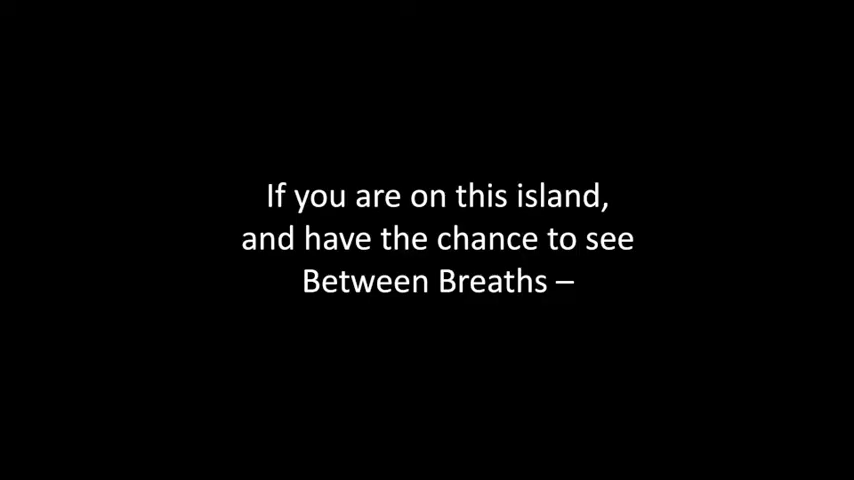 If you are on this island,
and have the chance to see
Between Breaths –